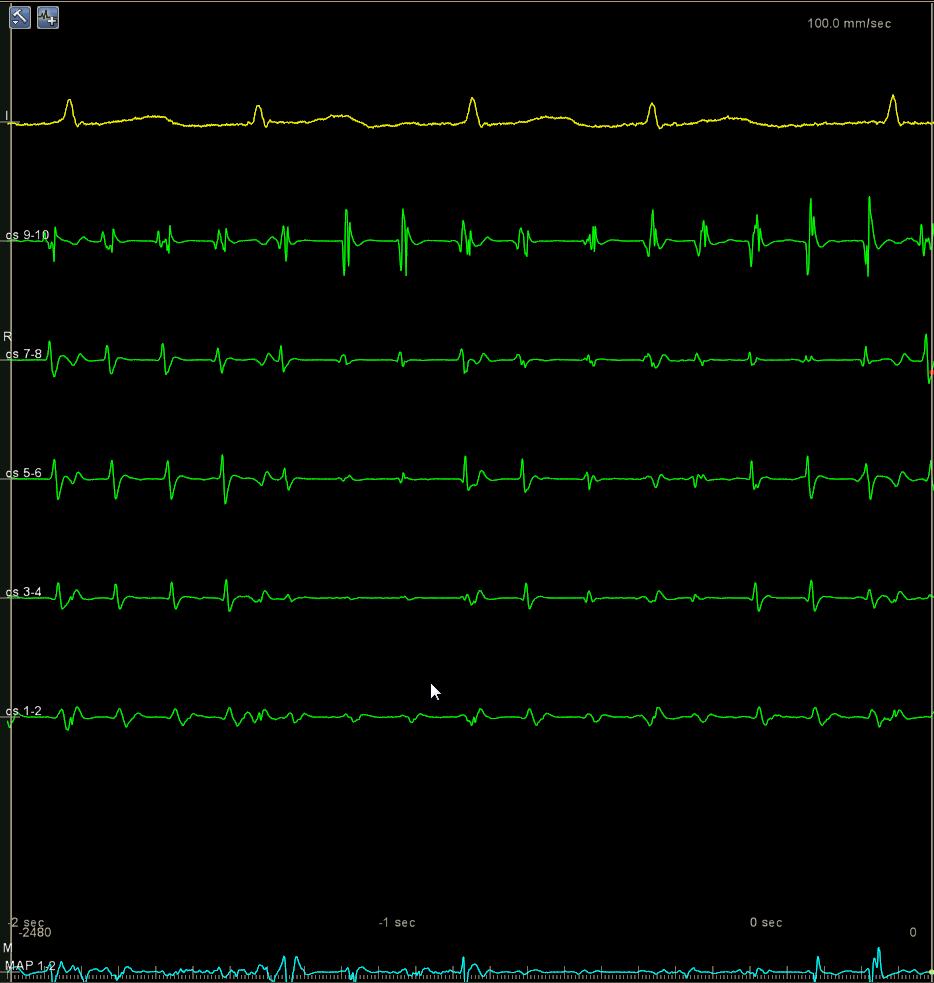 100.0 mm/sec
I
cs 9-10
R
cs 7-8
cs 5-6
cs 3-4
cs 1-2
-2 sec
-1 sec
0 sec
-2480
0
M
MAP 1-2